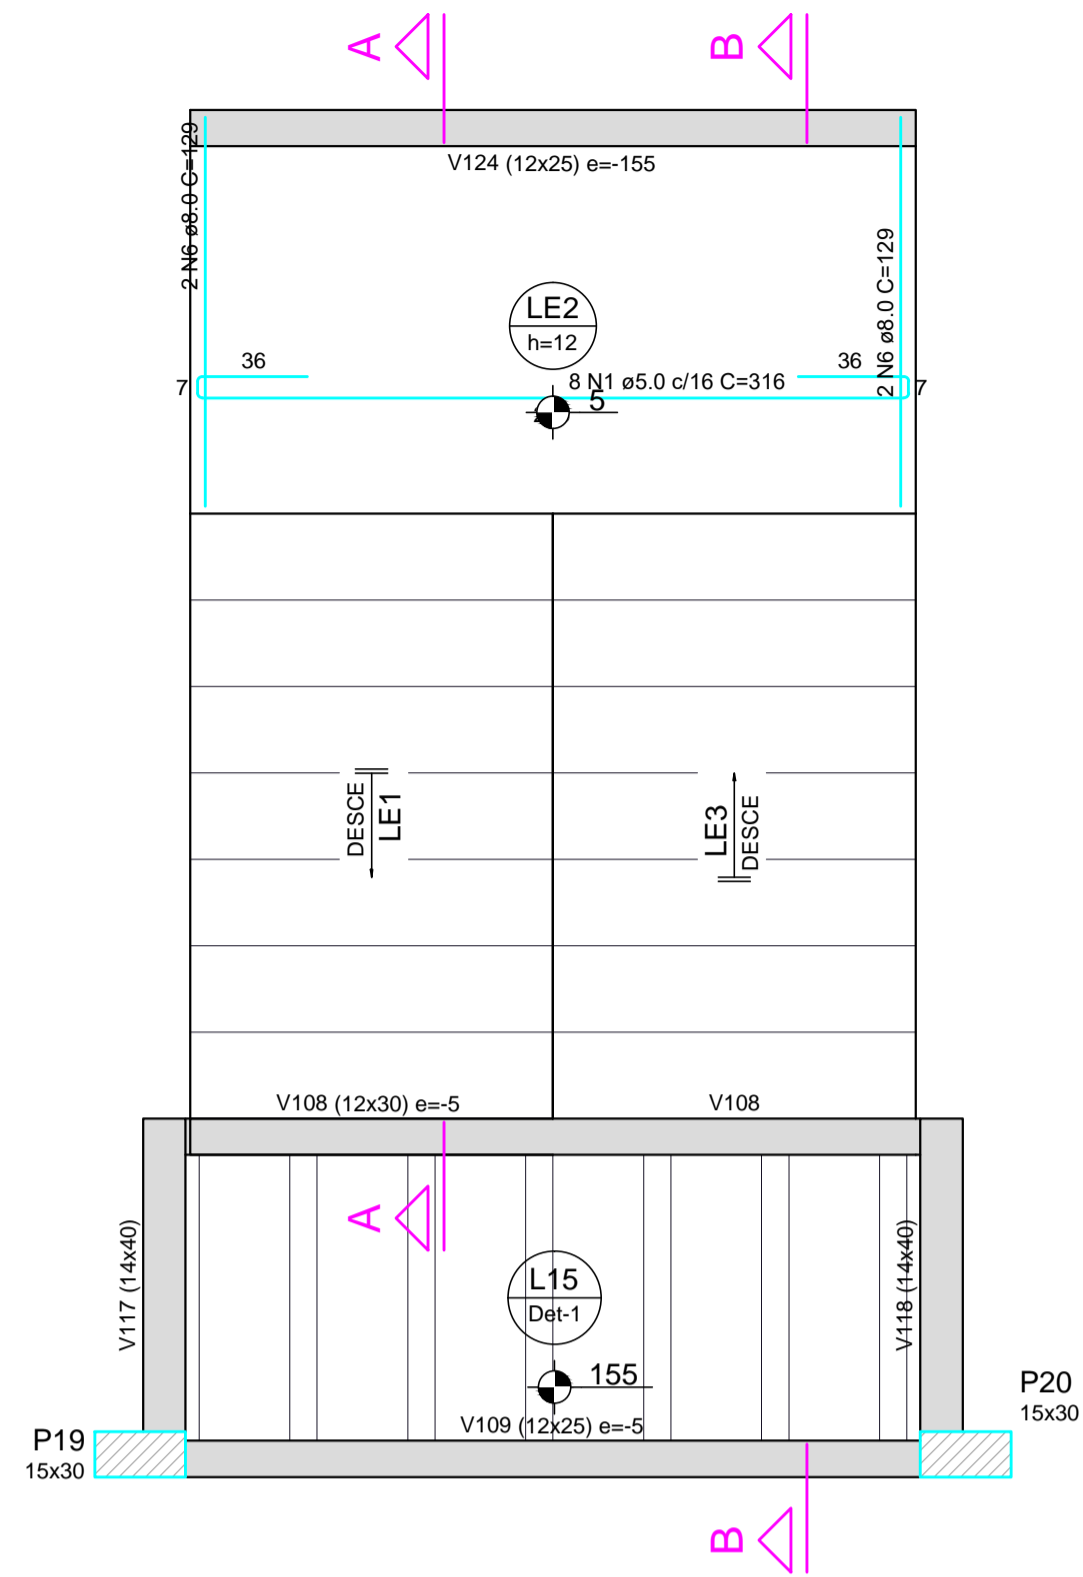 A
B
V124 (12x25) e=-155
2 N6 ø8.0 C=129
2 N6 ø8.0 C=129
LE2
h=12
36
36
7
7
8 N1 ø5.0 c/16 C=316
5
DESCE
LE1
LE3
DESCE
V108 (12x30) e=-5
V108
A
V117 (14x40)
V118 (14x40)
L15
Det-1
155
V109 (12x25) e=-5
P19
15x30
P20
15x30
B